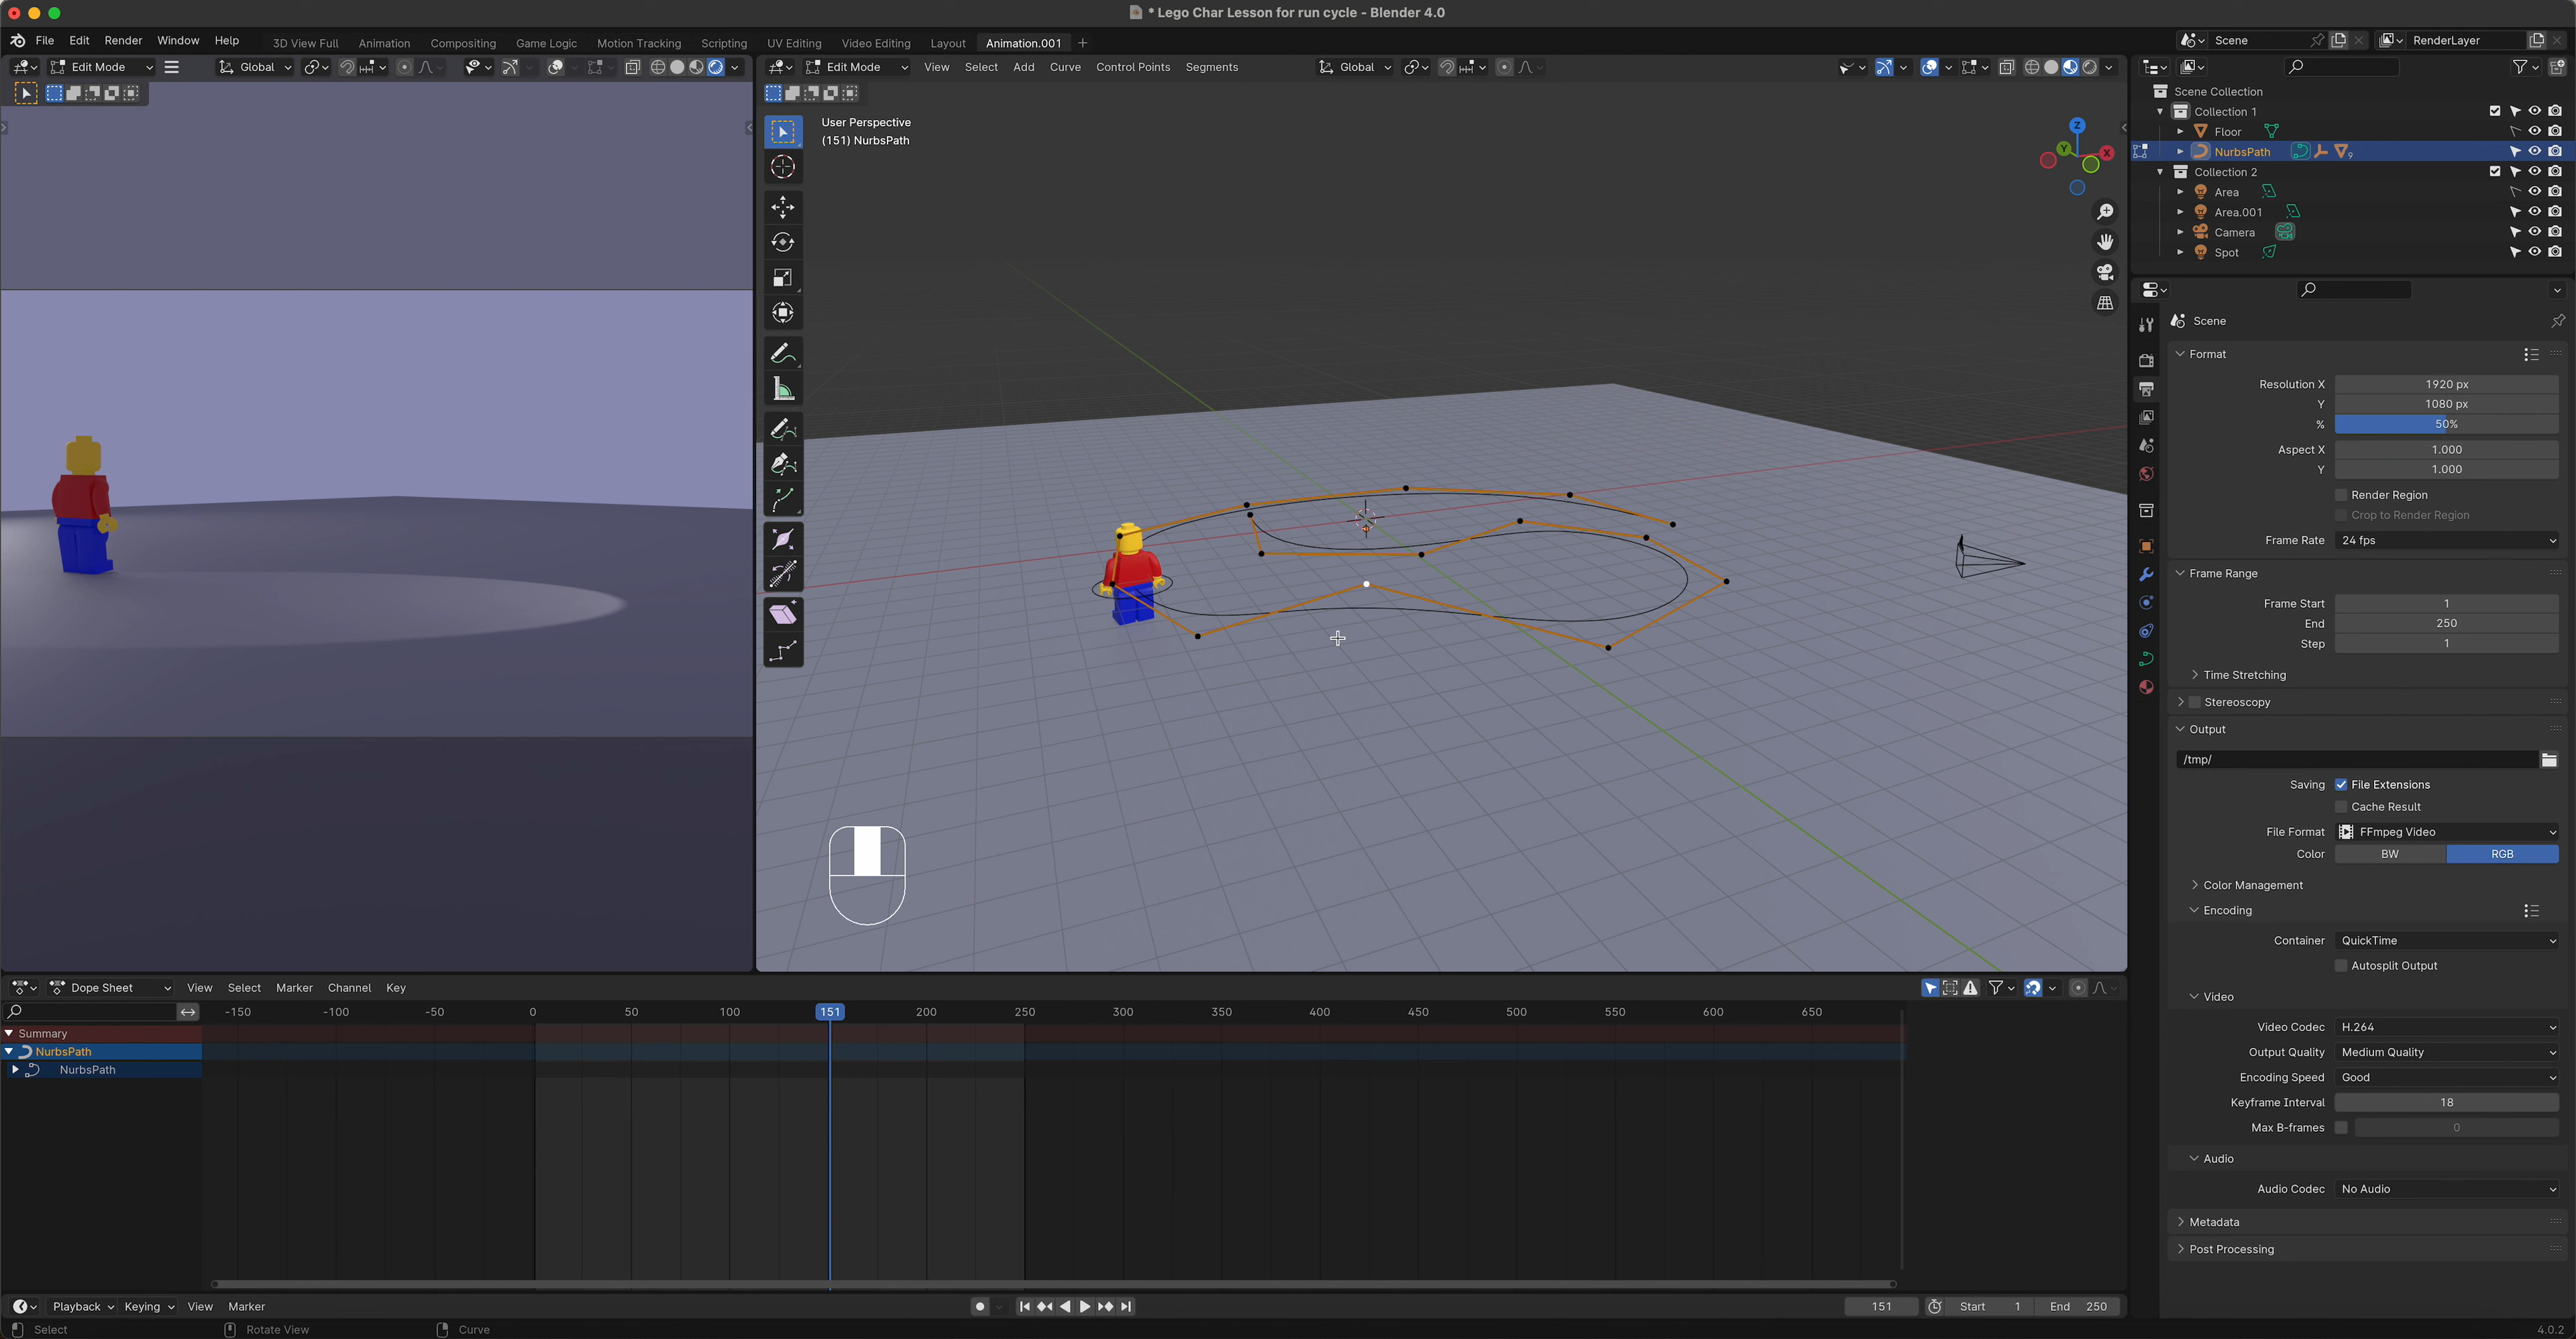 * Lego Char Lesson for run cycle - Blender 4.0
File Edit Render Window Help 3D View Full Animation Compositing Game Logic Motion Tracking Scripting UV Editing Video Editing Layout Animation.001 + Scene RenderLayer
Edit Mode Global Edit Mode View Select Add Curve Control Points Segments Global
User Perspective
(151) NurbsPath
Z
Y
X
Scene Collection
Collection 1
Floor
NurbsPath 9
Collection 2
Area
Area.001
Camera
Spot
Scene
Format
Resolution X 1920 px
Y 1080 px
% 50%
Aspect X 1.000
Y 1.000
Render Region
Crop to Render Region
Frame Rate 24 fps
Frame Range
Frame Start 1
End 250
Step 1
Time Stretching
Stereoscopy
Output
/tmp/
Saving File Extensions
Cache Result
File Format FFmpeg Video
Color BW RGB
Color Management
Encoding
Container QuickTime
Autosplit Output
Video
Video Codec H.264
Output Quality Medium Quality
Encoding Speed Good
Keyframe Interval 18
Max B-frames 0
Audio
Audio Codec No Audio
Metadata
Post Processing
Dope Sheet View Select Marker Channel Key
-150 -100 -50 0 50 100 151 200 250 300 350 400 450 500 550 600 650
Summary
NurbsPath
NurbsPath
Playback Keying View Marker 151 Start 1 End 250
Select Rotate View Curve 4.0.2